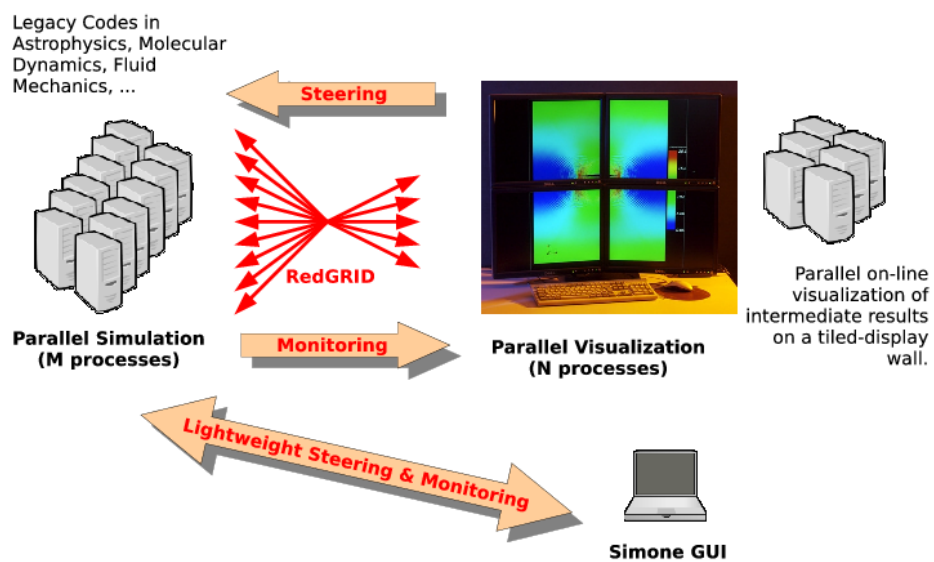 Legacy Codes in
Astrophysics, Molecular
Dynamics, Fluid
Mechanics, ...
Steering
RedGRID
Parallel Simulation
(M processes)
Monitoring
Parallel Visualization
(N processes)
Parallel on-line
visualization of
intermediate results
on a tiled-display
wall.
Lightweight Steering & Monitoring
Simone GUI